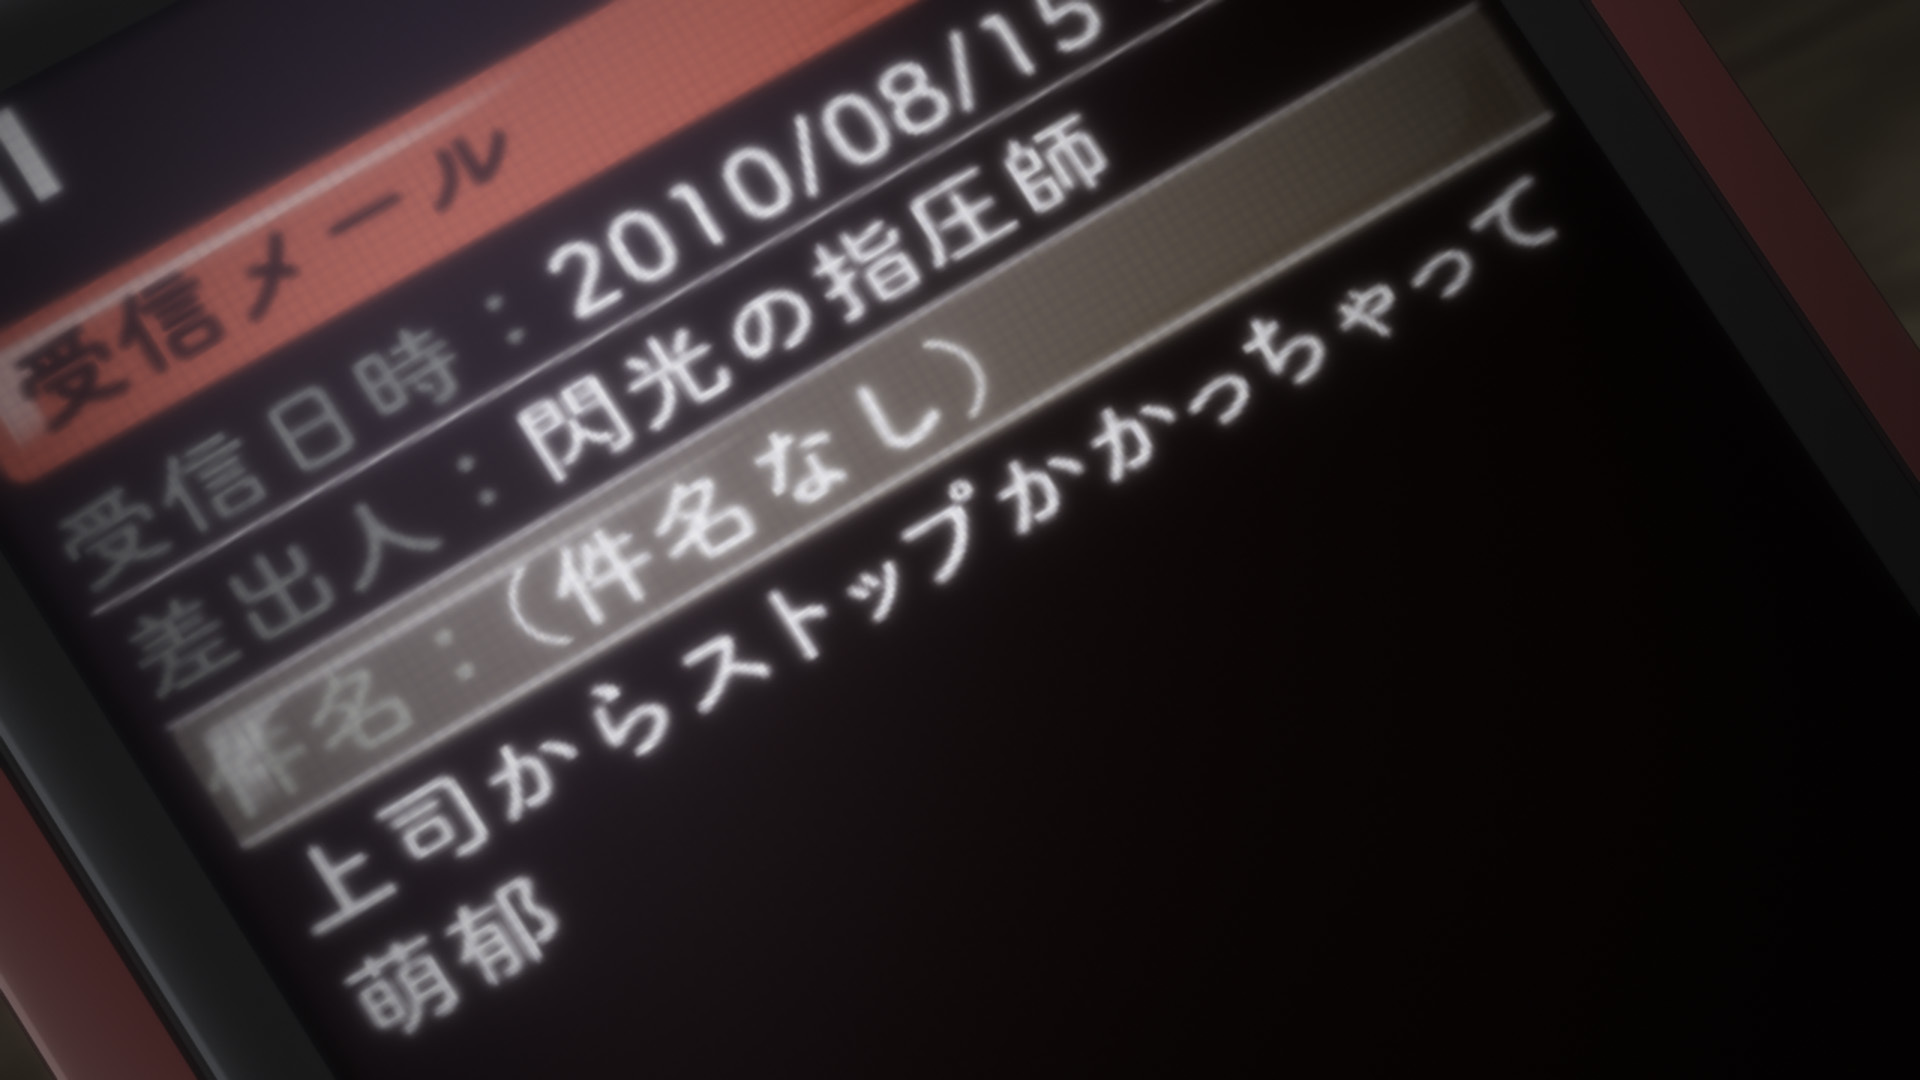 受信メール
受信日時：2010/08/15
差出人：閃光の指圧師
件名：（件名なし）
上司からストップかかっちゃって
萌郁